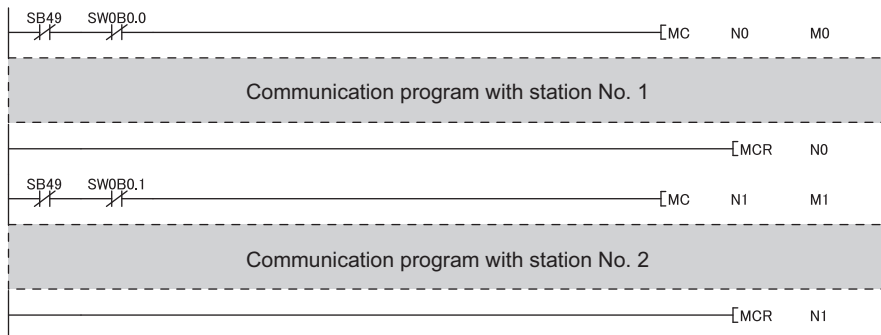 SB49 SW0B0.0
MC N0 M0
Communication program with station No. 1
MCR N0
SB49 SW0B0.1
MC N1 M1
Communication program with station No. 2
MCR N1